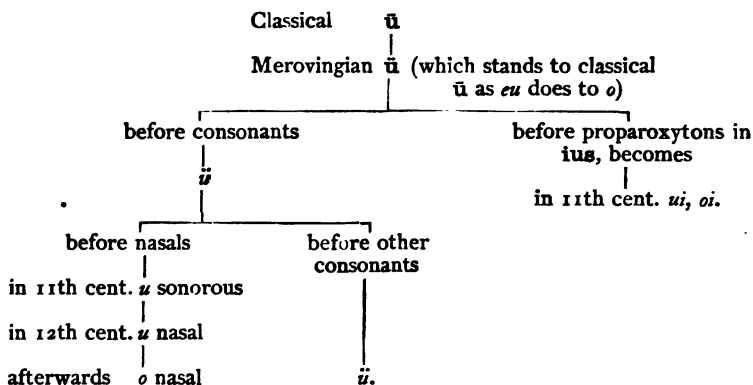 Classical ū
Merovingian ü (which stands to classical
ū as eu does to o)
before consonants
ü
before proparoxytons in
ius, becomes
in 11th cent. ui, oi.
before nasals
before other
consonants
in 11th cent. u sonorous
in 12th cent. u nasal
afterwards o nasal
ü.